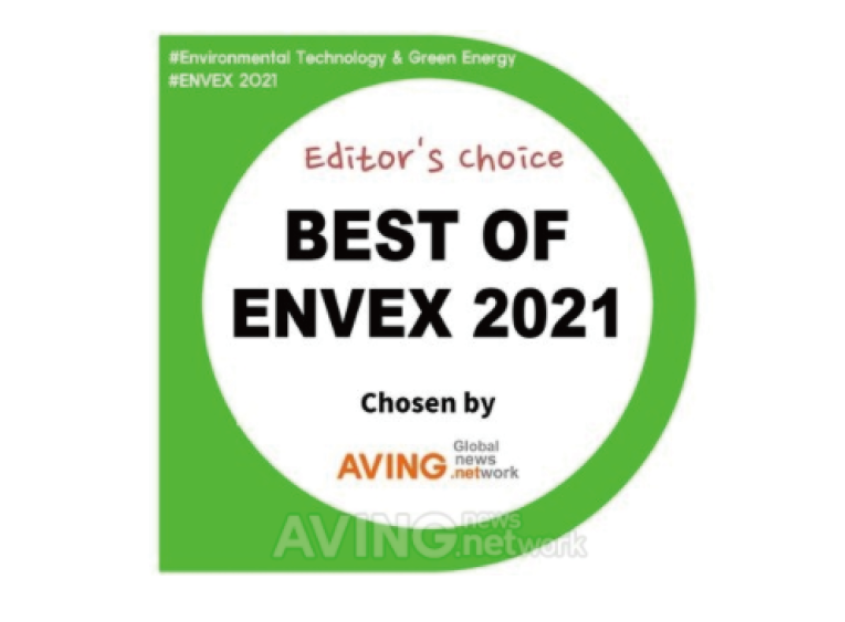 #Environmental Technology & Green Energy
#ENVEX 2021
Editor's choice
BEST OF
ENVEX 2021
Chosen by
AVING Global news .network
AVING news .network